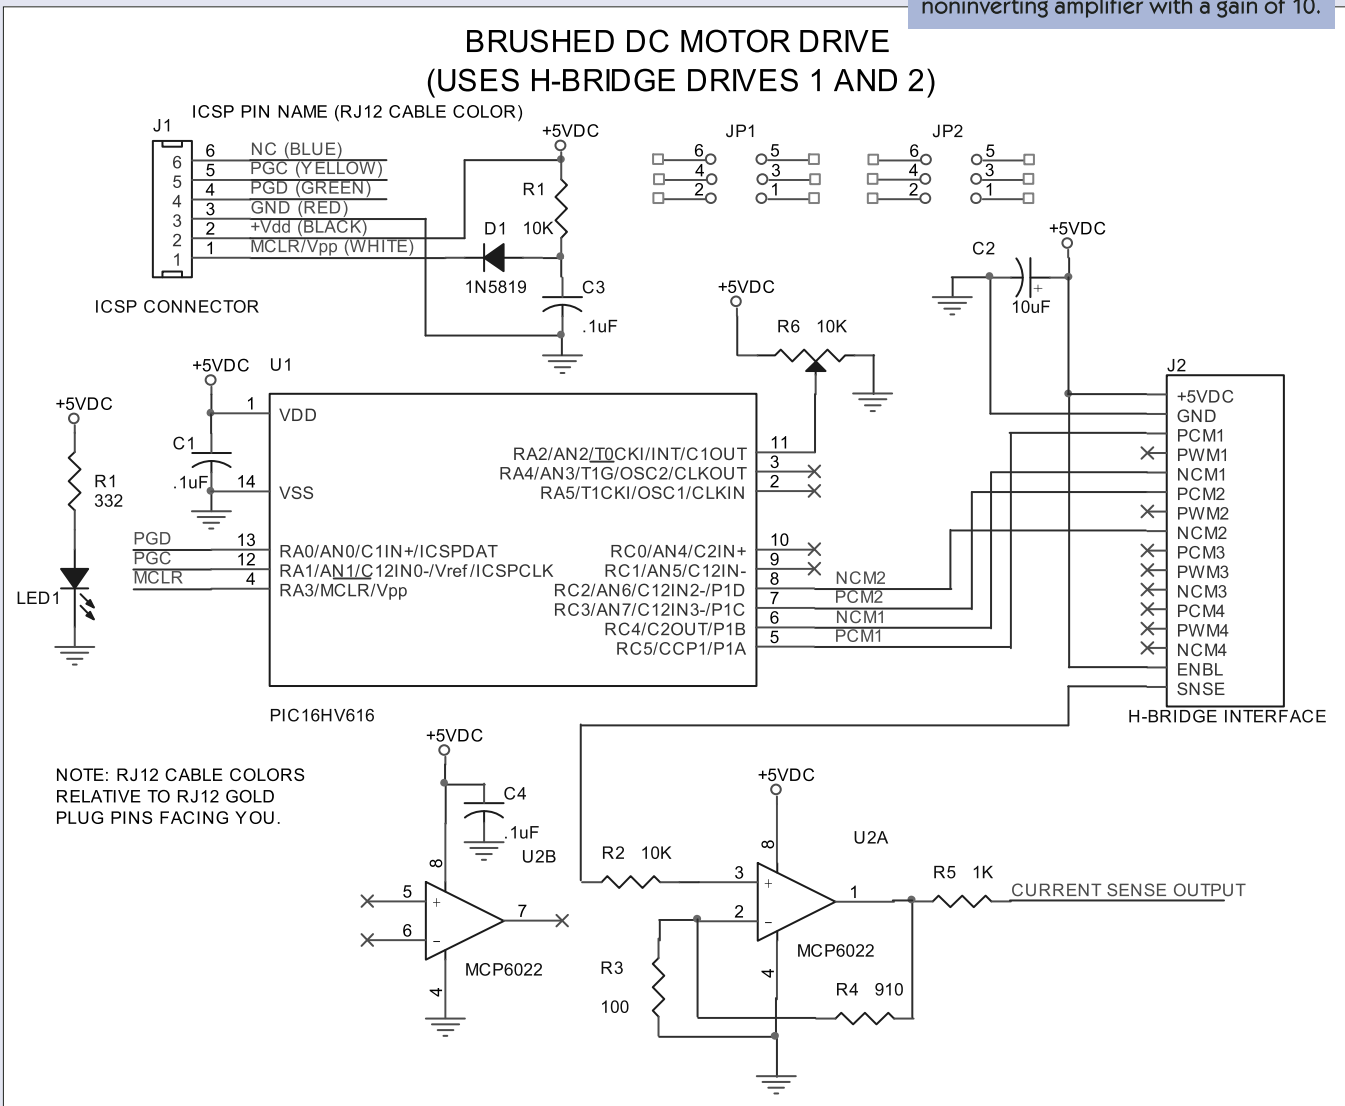 noninverting amplifier with a gain of 10.
BRUSHED DC MOTOR DRIVE
(USES H-BRIDGE DRIVES 1 AND 2)
ICSP PIN NAME (RJ12 CABLE COLOR)
J1
6 6 NC (BLUE)
5 5 PGC (YELLOW)
4 4 PGD (GREEN)
3 3 GND (RED)
2 2 +Vdd (BLACK)
1 1 MCLR/Vpp (WHITE)
ICSP CONNECTOR
+5VDC
R1
10K
D1
1N5819
C3
.1uF
JP1
6 5
4 3
2 1
JP2
6 5
4 3
2 1
+5VDC
C2
+
10uF
+5VDC
R6 10K
+5VDC
R1
332
LED1
+5VDC
C1
.1uF
U1
1 VDD
14 VSS
PGD 13 RA0/AN0/C1IN+/ICSPDAT
PGC 12 RA1/AN1/C12IN0-/Vref/ICSPCLK
MCLR 4 RA3/MCLR/Vpp
RA2/AN2/T0CKI/INT/C1OUT 11
RA4/AN3/T1G/OSC2/CLKOUT 3
RA5/T1CKI/OSC1/CLKIN 2
RC0/AN4/C2IN+ 10
RC1/AN5/C12IN- 9
RC2/AN6/C12IN2-/P1D 8 NCM2
RC3/AN7/C12IN3-/P1C 7 PCM2
RC4/C2OUT/P1B 6 NCM1
RC5/CCP1/P1A 5 PCM1
PIC16HV616
J2
+5VDC
GND
PCM1
PWM1
NCM1
PCM2
PWM2
NCM2
PCM3
PWM3
NCM3
PCM4
PWM4
NCM4
ENBL
SNSE
H-BRIDGE INTERFACE
NOTE: RJ12 CABLE COLORS
RELATIVE TO RJ12 GOLD
PLUG PINS FACING YOU.
+5VDC
C4
.1uF
U2B
8
5 +
6 -
7
4
MCP6022
+5VDC
U2A
8
R2 10K
3 +
2 -
1
4
MCP6022
R3
100
R4 910
R5 1K
CURRENT SENSE OUTPUT